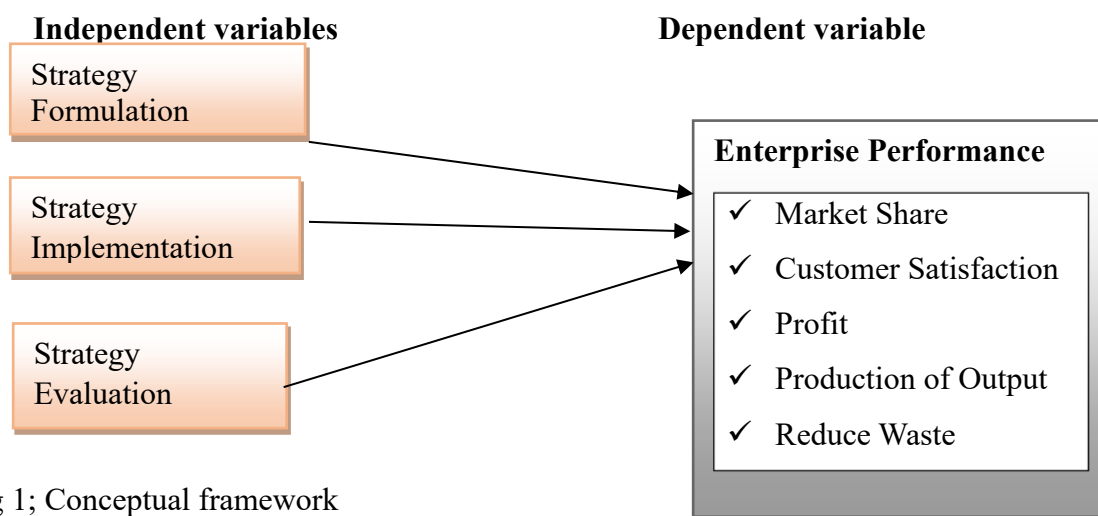 Independent variables
Dependent variable
Strategy
Formulation
Strategy
Implementation
Strategy
Evaluation
Enterprise Performance
✓ Market Share
✓ Customer Satisfaction
✓ Profit
✓ Production of Output
✓ Reduce Waste
g 1; Conceptual framework